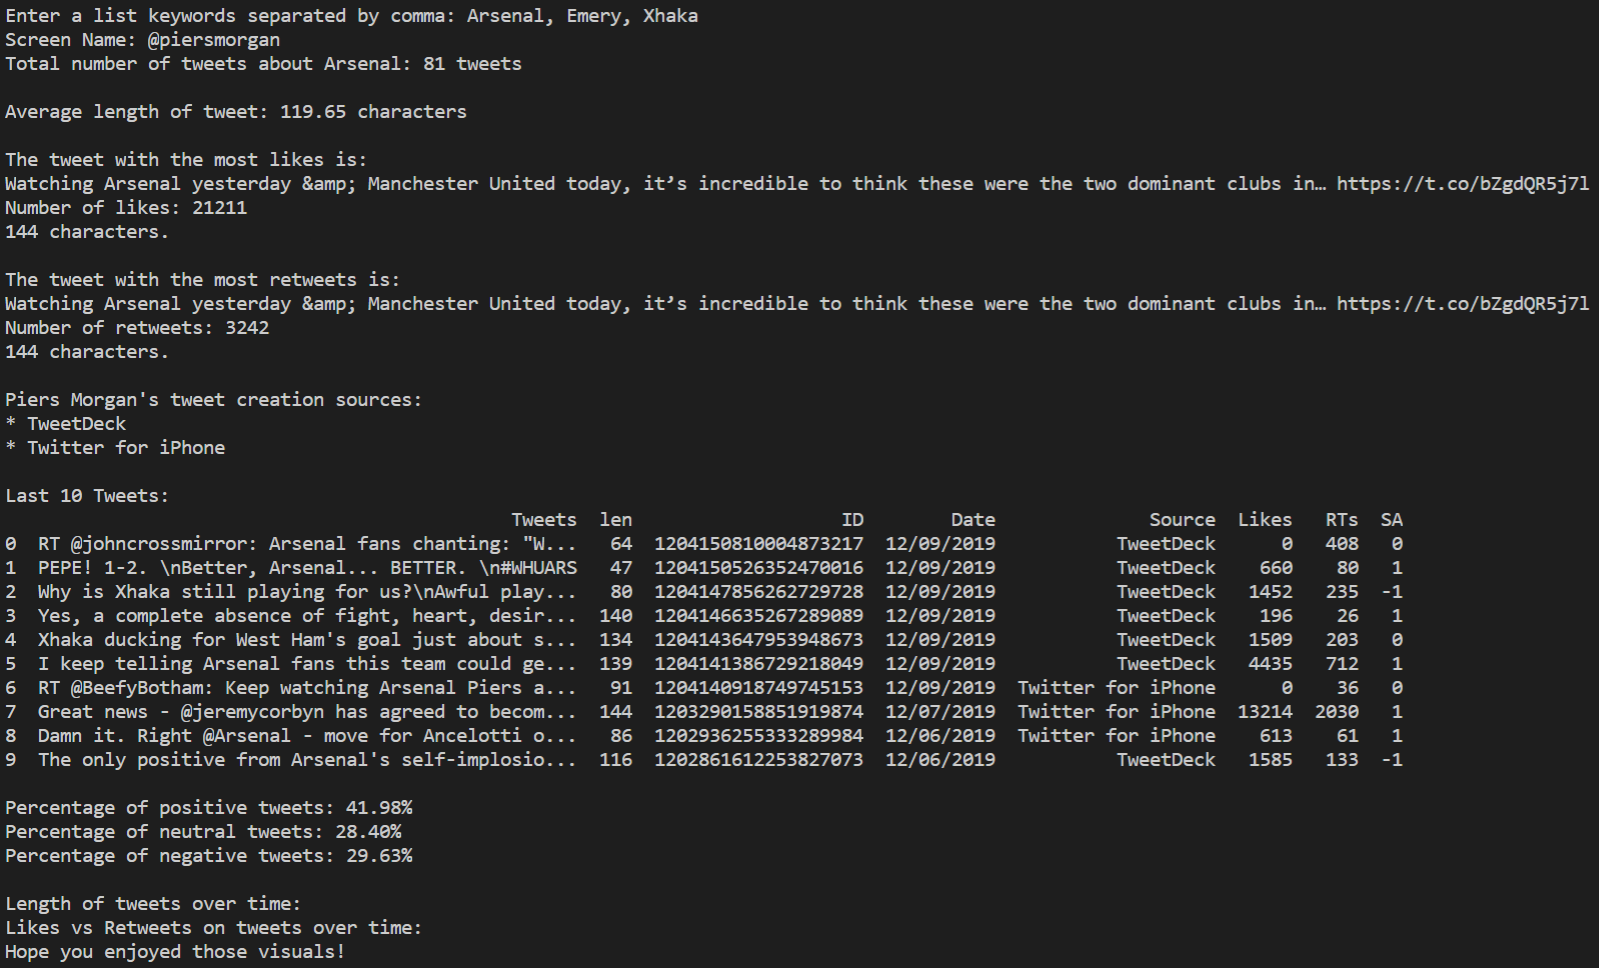 Enter a list keywords separated by comma: Arsenal, Emery, Xhaka
Screen Name: @piersmorgan
Total number of tweets about Arsenal: 81 tweets

Average length of tweet: 119.65 characters

The tweet with the most likes is:
Watching Arsenal yesterday &amp; Manchester United today, it’s incredible to think these were the two dominant clubs in… https://t.co/bZgdQR5j7l
Number of likes: 21211
144 characters.

The tweet with the most retweets is:
Watching Arsenal yesterday &amp; Manchester United today, it’s incredible to think these were the two dominant clubs in… https://t.co/bZgdQR5j7l
Number of retweets: 3242
144 characters.

Piers Morgan's tweet creation sources:
* TweetDeck
* Twitter for iPhone

Last 10 Tweets:
                                              Tweets  len                   ID        Date              Source  Likes   RTs  SA
0  RT @johncrossmirror: Arsenal fans chanting: "W...   64  1204150810004873217  12/09/2019           TweetDeck      0   408   0
1  PEPE! 1-2. \nBetter, Arsenal... BETTER. \n#WHUARS   47  1204150526352470016  12/09/2019           TweetDeck    660    80   1
2  Why is Xhaka still playing for us?\nAwful play...   80  1204147856262729728  12/09/2019           TweetDeck   1452   235  -1
3  Yes, a complete absence of fight, heart, desir...  140  1204146635267289089  12/09/2019           TweetDeck    196    26   1
4  Xhaka ducking for West Ham's goal just about s...  134  1204143647953948673  12/09/2019           TweetDeck   1509   203   0
5  I keep telling Arsenal fans this team could ge...  139  1204141386729218049  12/09/2019           TweetDeck   4435   712   1
6  RT @BeefyBotham: Keep watching Arsenal Piers a...   91  1204140918749745153  12/09/2019  Twitter for iPhone      0    36   0
7  Great news - @jeremycorbyn has agreed to becom...  144  1203290158851919874  12/07/2019  Twitter for iPhone  13214  2030   1
8  Damn it. Right @Arsenal - move for Ancelotti o...   86  1202936255333289984  12/06/2019  Twitter for iPhone    613    61   1
9  The only positive from Arsenal's self-implosio...  116  1202861612253827073  12/06/2019           TweetDeck   1585   133  -1

Percentage of positive tweets: 41.98%
Percentage of neutral tweets: 28.40%
Percentage of negative tweets: 29.63%

Length of tweets over time:
Likes vs Retweets on tweets over time:
Hope you enjoyed those visuals!